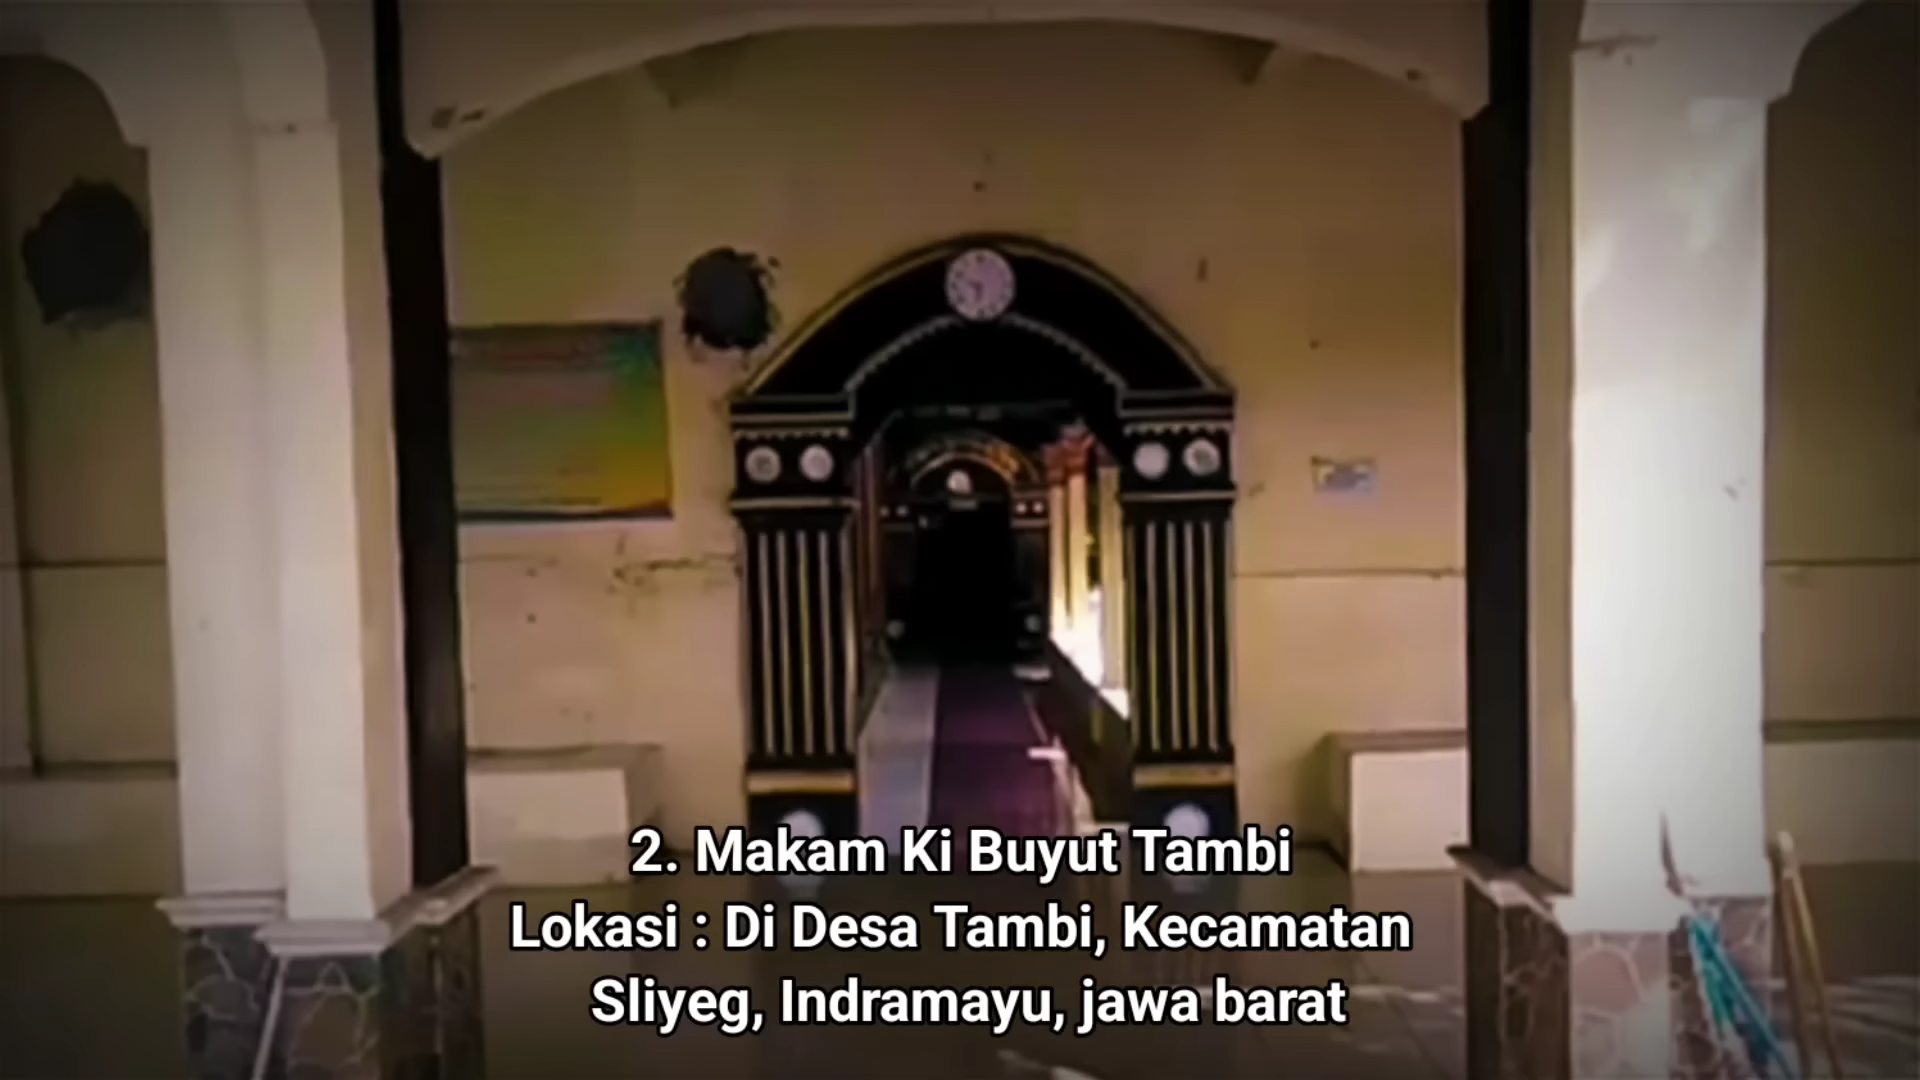 2. Makam Ki Buyut Tambi
Lokasi : Di Desa Tambi, Kecamatan
Sliyeg, Indramayu, jawa barat